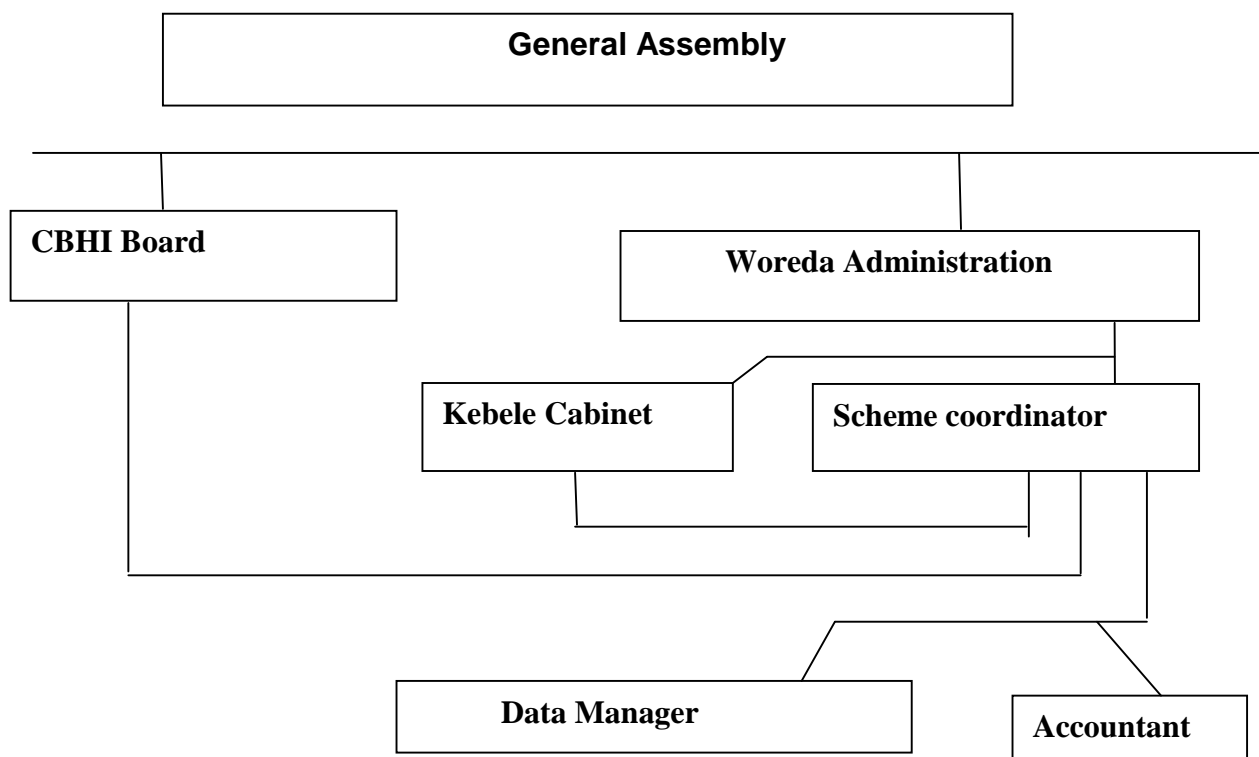 General Assembly
CBHI Board
Woreda Administration
Kebele Cabinet
Scheme coordinator
Data Manager
Accountant